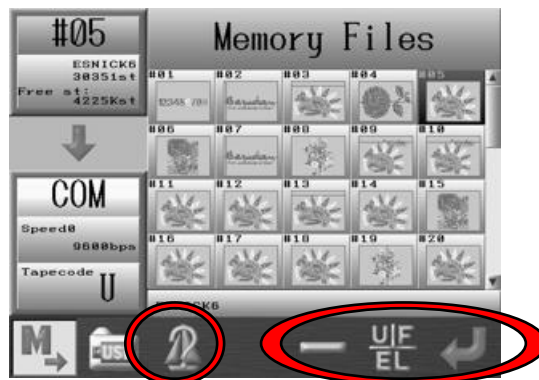 #05
ESNICK6
30351st
Free st:
4225Kst
COM
Speed0
9600bps
Tapecode
U
Memory Files
#01 #02 #03 #04 #05
#06 #07 #08 #09 #10
#11 #12 #13 #14 #15
#16 #17 #18 #19 #20
M
USB
U|F
EL